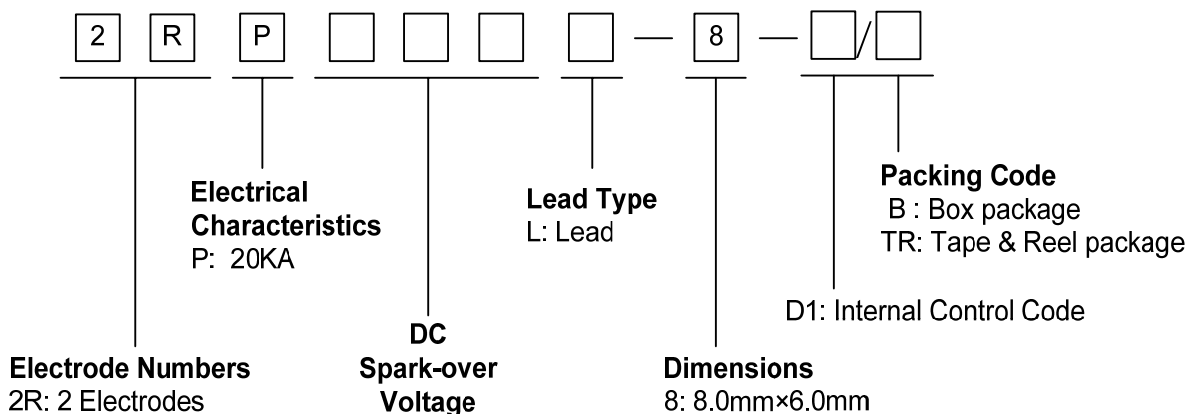 2 R P — 8 — /
Electrical
Characteristics
P: 20KA
Lead Type
L: Lead
Packing Code
B : Box package
TR: Tape & Reel package
D1: Internal Control Code
Electrode Numbers
2R: 2 Electrodes
DC
Spark-over
Voltage
Dimensions
8: 8.0mm×6.0mm